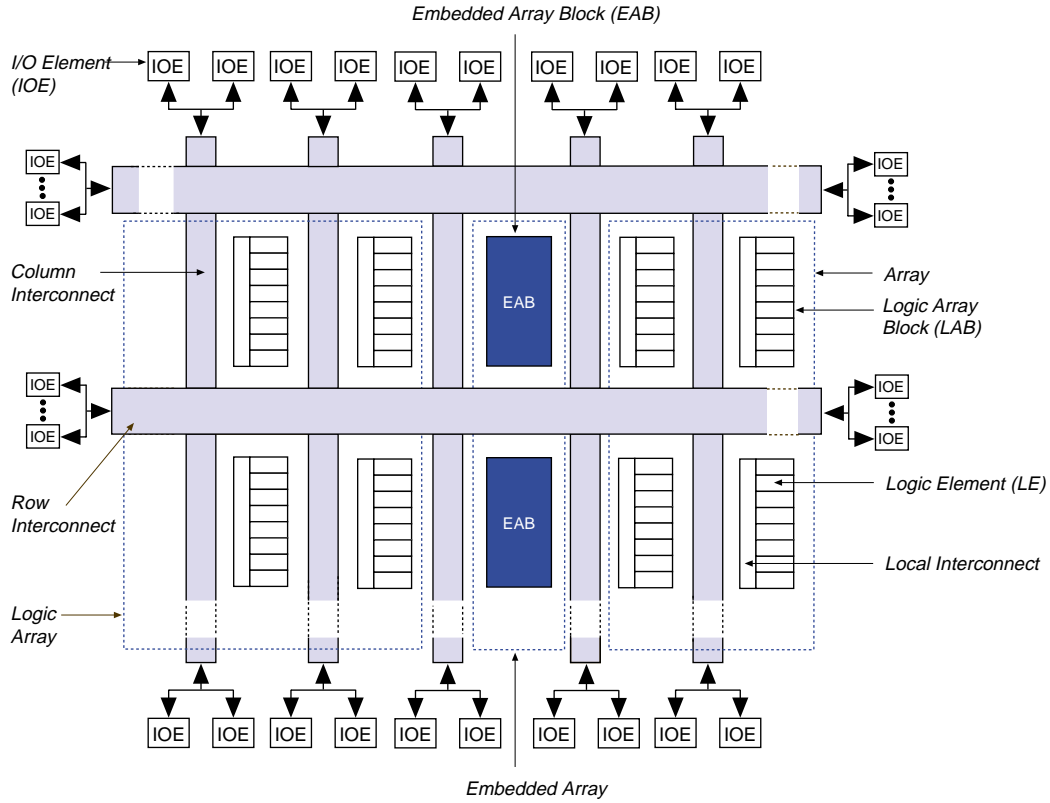 Embedded Array Block (EAB)
I/O Element
(IOE)
IOE IOE IOE IOE IOE IOE IOE IOE IOE IOE
IOE
IOE
IOE
IOE
Column
Interconnect
EAB
Array
Logic Array
Block (LAB)
IOE
IOE
IOE
IOE
Row
Interconnect
EAB
Logic Element (LE)
Local Interconnect
Logic
Array
IOE IOE IOE IOE IOE IOE IOE IOE IOE IOE
Embedded Array